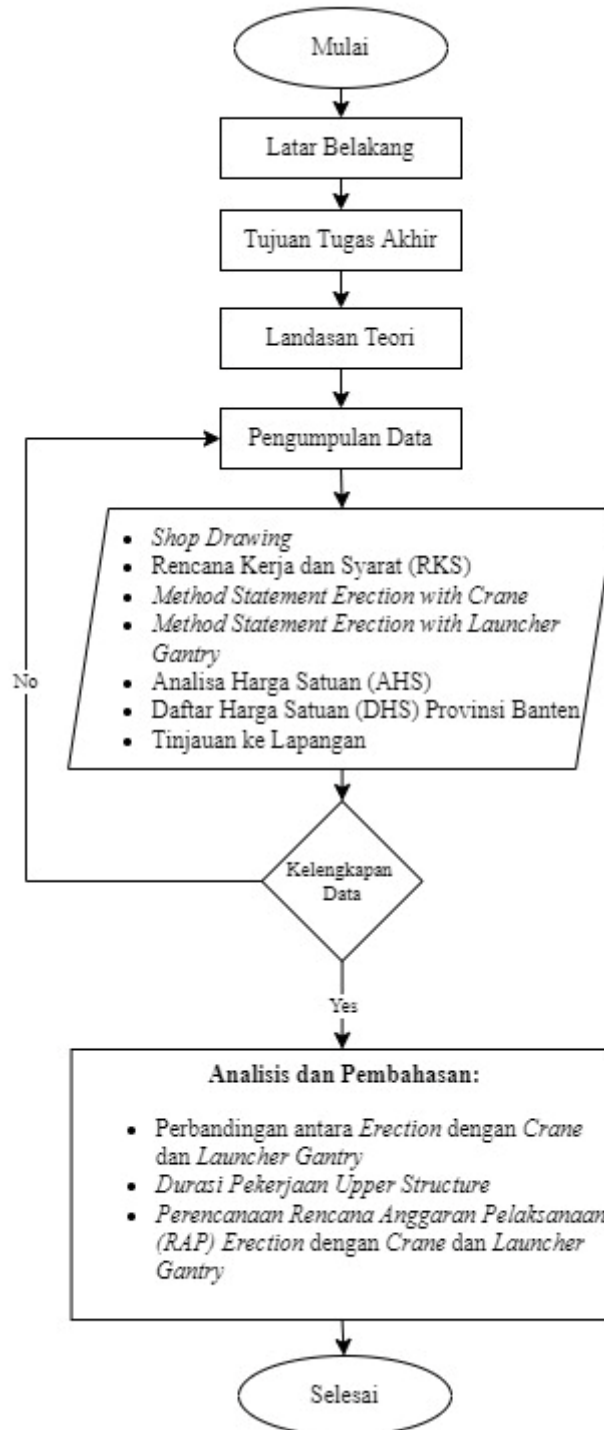 Mulai
Latar Belakang
Tujuan Tugas Akhir
Landasan Teori
Pengumpulan Data
• Shop Drawing
• Rencana Kerja dan Syarat (RKS)
• Method Statement Erection with Crane
• Method Statement Erection with Launcher
Gantry
• Analisa Harga Satuan (AHS)
• Daftar Harga Satuan (DHS) Provinsi Banten
• Tinjauan ke Lapangan
No
Kelengkapan
Data
Yes
Analisis dan Pembahasan:
• Perbandingan antara Erection dengan Crane
dan Launcher Gantry
• Durasi Pekerjaan Upper Structure
• Perencanaan Rencana Anggaran Pelaksanaan
(RAP) Erection dengan Crane dan Launcher
Gantry
Selesai